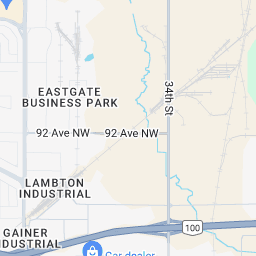 EASTGATE
BUSINESS PARK
34th St
92 Ave NW
92 Ave NW
LAMBTON
INDUSTRIAL
100
GAINER
INDUSTRIAL
Car dealer